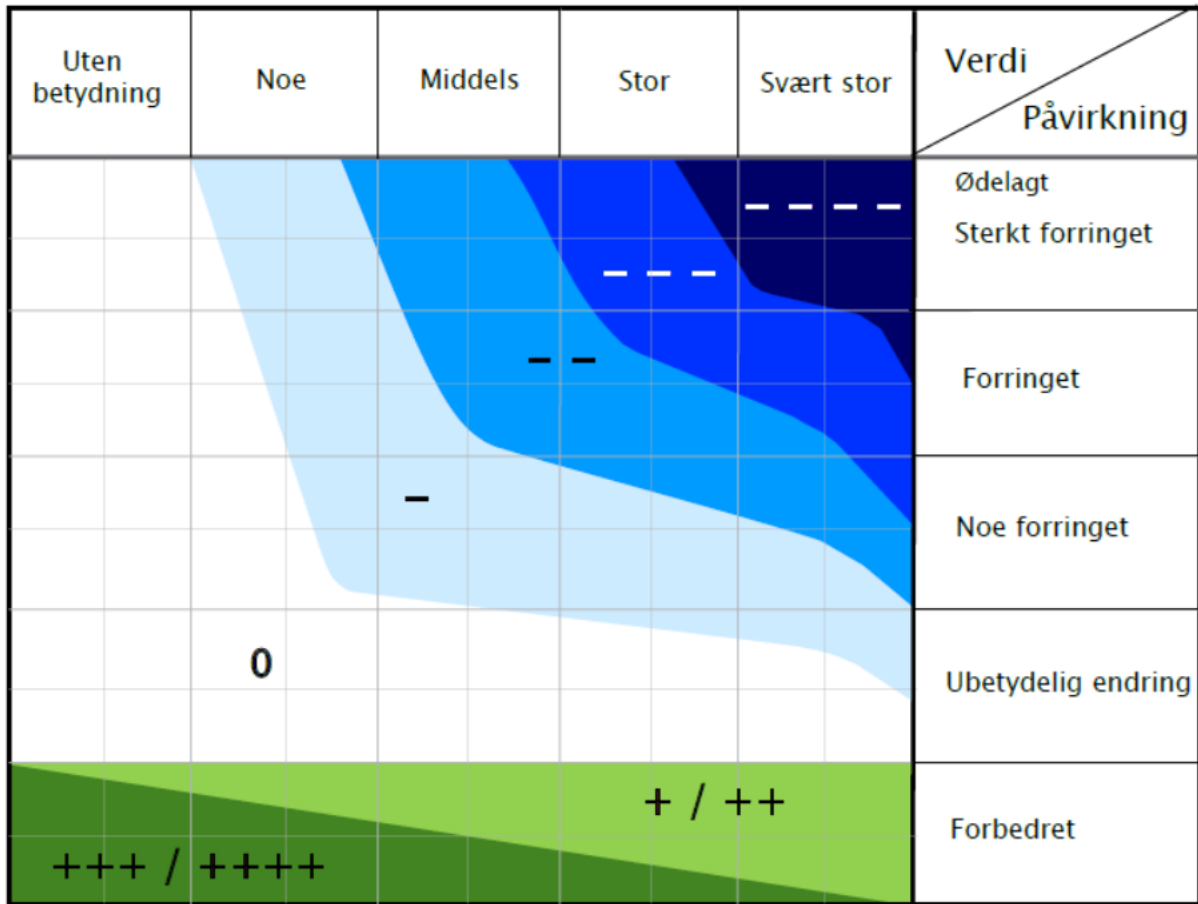 Uten
betydning
Noe
Middels
Stor
Svært stor
Verdi
Påvirkning
Ødelagt
Sterkt forringet
– – – –
– – –
– –
Forringet
–
Noe forringet
0
Ubetydelig endring
+ / ++
Forbedret
+++ / ++++